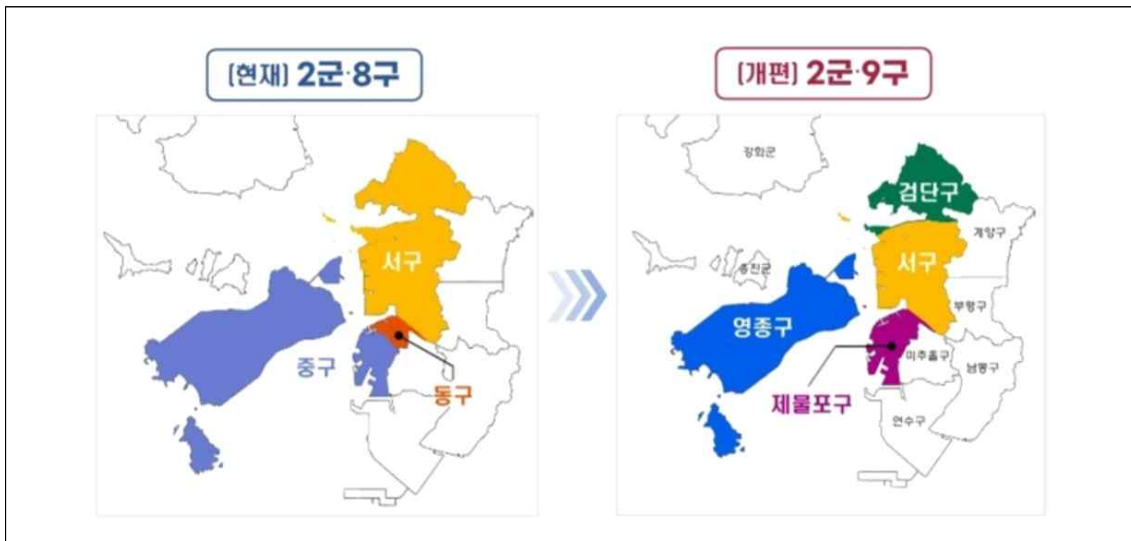 [현재] 2군·8구
서구
중구
동구
[개편] 2군·9구
강화군
검단구
계양구
서구
옹진군
부평구
영종구
미추홀구
남동구
제물포구
연수구